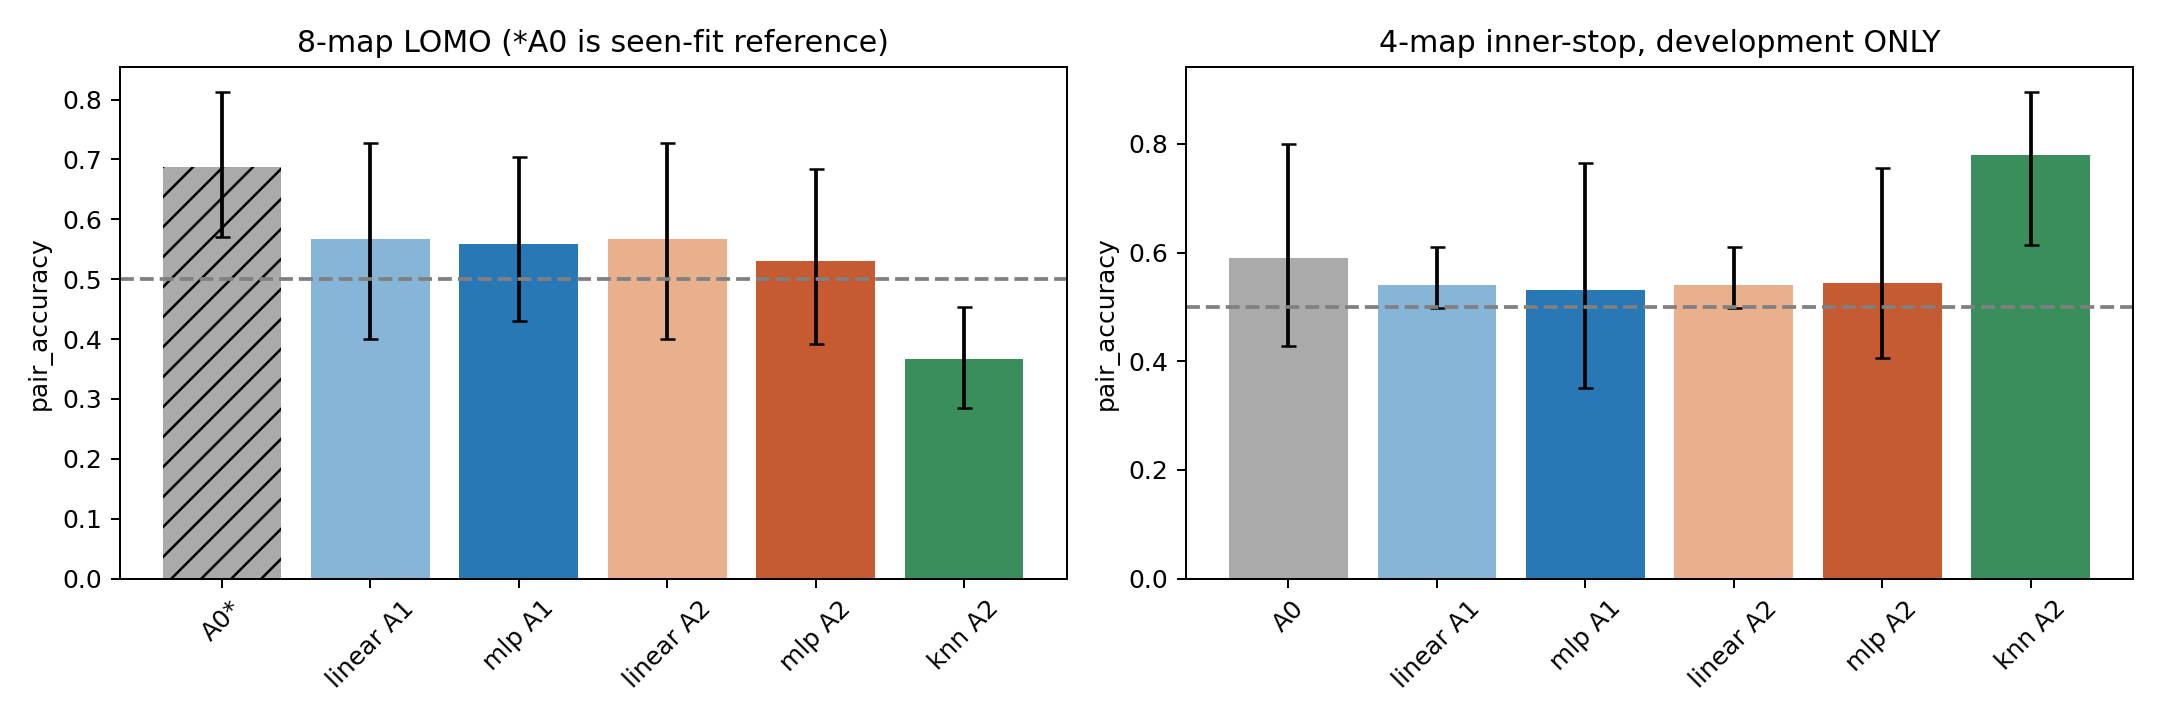 8-map LOMO (*A0 is seen-fit reference)
pair_accuracy
0.8
0.7
0.6
0.5
0.4
0.3
0.2
0.1
0.0
A0*
linear A1
mlp A1
linear A2
mlp A2
knn A2
4-map inner-stop, development ONLY
pair_accuracy
0.8
0.6
0.4
0.2
0.0
A0
linear A1
mlp A1
linear A2
mlp A2
knn A2